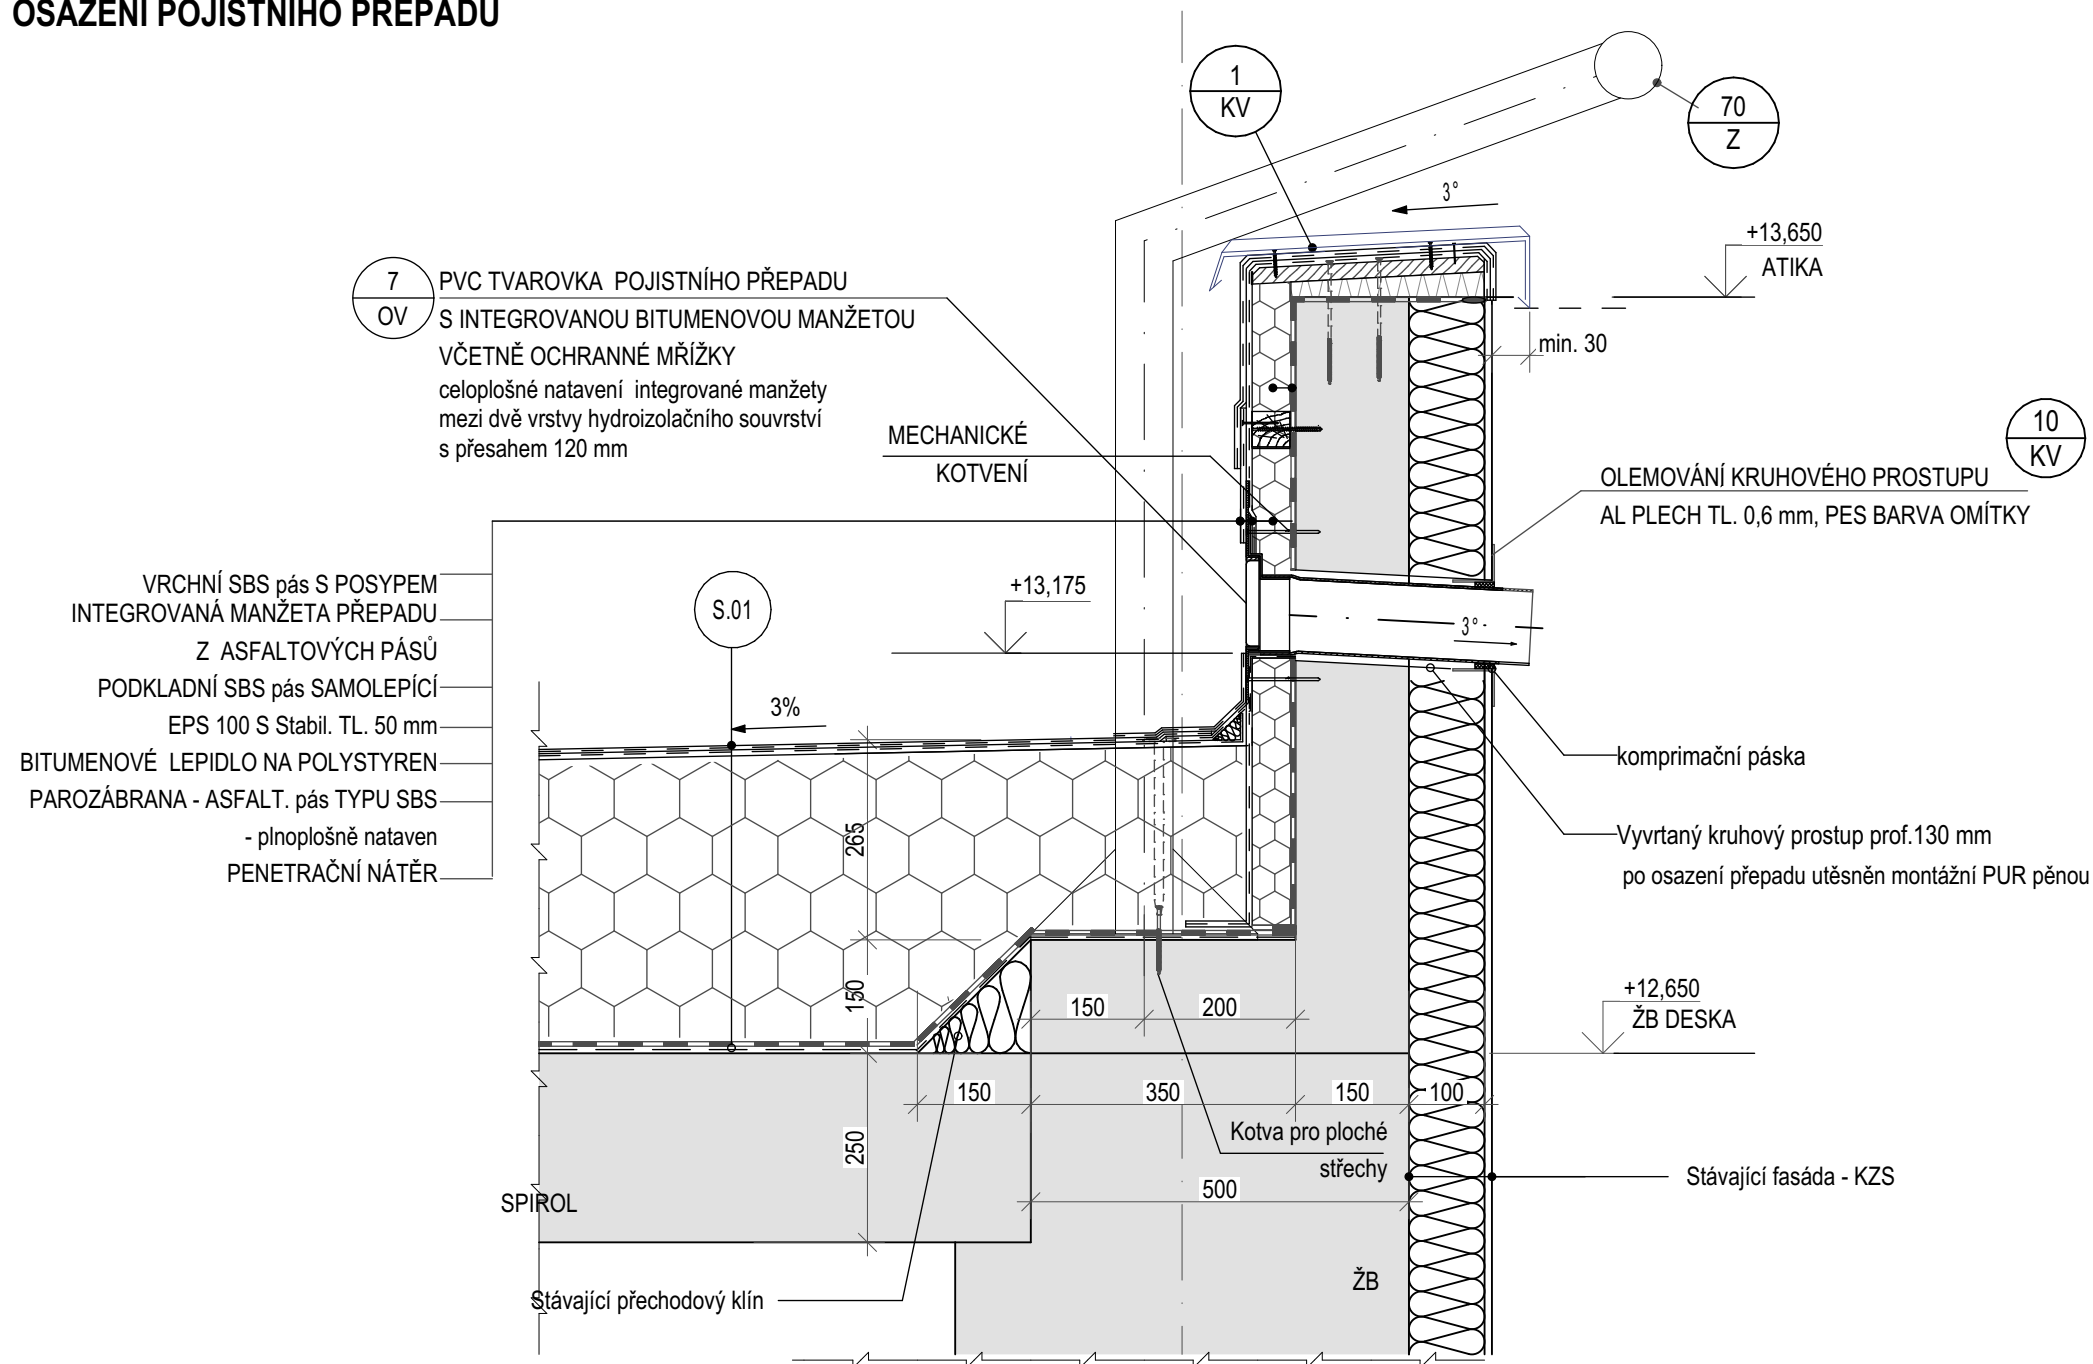 OSAZENÍ POJISTNÍHO PŘEPADU
1
KV
70
Z
3°
+13,650
ATIKA
7
OV
PVC TVAROVKA POJISTNÍHO PŘEPADU
S INTEGROVANOU BITUMENOVOU MANŽETOU
VČETNĚ OCHRANNÉ MŘÍŽKY
celoplošné natavení integrované manžety
mezi dvě vrstvy hydroizolačního souvrství
s přesahem 120 mm
min. 30
MECHANICKÉ
KOTVENÍ
10
KV
OLEMOVÁNÍ KRUHOVÉHO PROSTUPU
AL PLECH TL. 0,6 mm, PES BARVA OMÍTKY
VRCHNÍ SBS pás S POSYPEM
INTEGROVANÁ MANŽETA PŘEPADU
Z ASFALTOVÝCH PÁSŮ
PODKLADNÍ SBS pás SAMOLEPÍCÍ
EPS 100 S Stabil. TL. 50 mm
BITUMENOVÉ LEPIDLO NA POLYSTYREN
PAROZÁBRANA - ASFALT. pás TYPU SBS
- plnoplošně nataven
PENETRAČNÍ NÁTĚR
S.01
+13,175
3°
3%
komprimační páska
Vyvrtaný kruhový prostup prof.130 mm
po osazení přepadu utěsněn montážní PUR pěnou
265
150
150
200
+12,650
ŽB DESKA
150
350
150
100
250
Kotva pro ploché
střechy
500
SPIROL
Stávající fasáda - KZS
ŽB
Stávající přechodový klín